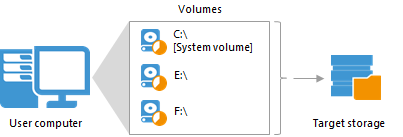 Volumes
C:\
[System volume]
E:\
F:\
User computer
Target storage